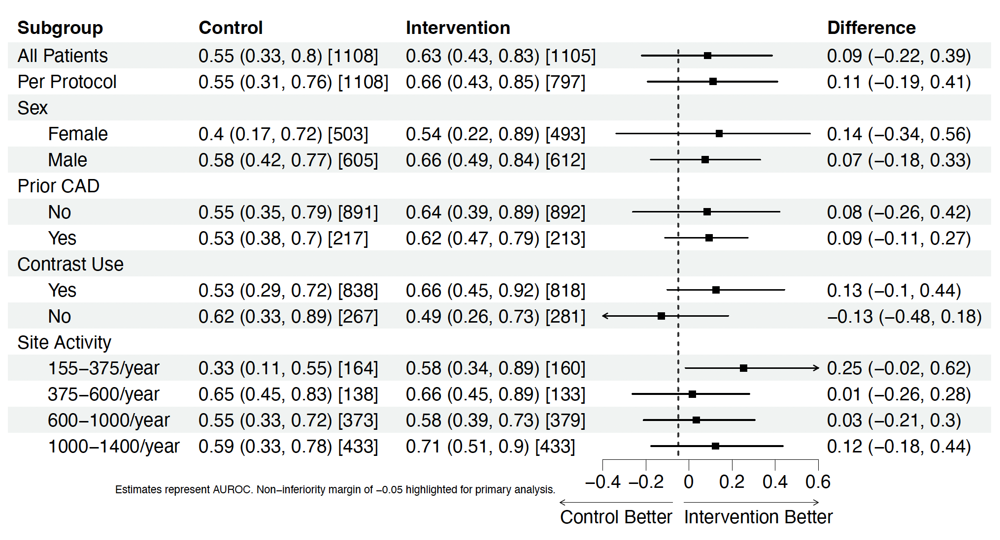 Subgroup Control Intervention Difference
All Patients 0.55 (0.33, 0.8) [1108] 0.63 (0.43, 0.83) [1105] 0.09 (−0.22, 0.39)
Per Protocol 0.55 (0.31, 0.76) [1108] 0.66 (0.43, 0.85) [797] 0.11 (−0.19, 0.41)
Sex
Female 0.4 (0.17, 0.72) [503] 0.54 (0.22, 0.89) [493] 0.14 (−0.34, 0.56)
Male 0.58 (0.42, 0.77) [605] 0.66 (0.49, 0.84) [612] 0.07 (−0.18, 0.33)
Prior CAD
No 0.55 (0.35, 0.79) [891] 0.64 (0.39, 0.89) [892] 0.08 (−0.26, 0.42)
Yes 0.53 (0.38, 0.7) [217] 0.62 (0.47, 0.79) [213] 0.09 (−0.11, 0.27)
Contrast Use
Yes 0.53 (0.29, 0.72) [838] 0.66 (0.45, 0.92) [818] 0.13 (−0.1, 0.44)
No 0.62 (0.33, 0.89) [267] 0.49 (0.26, 0.73) [281] −0.13 (−0.48, 0.18)
Site Activity
155−375/year 0.33 (0.11, 0.55) [164] 0.58 (0.34, 0.89) [160] 0.25 (−0.02, 0.62)
375−600/year 0.65 (0.45, 0.83) [138] 0.66 (0.45, 0.89) [133] 0.01 (−0.26, 0.28)
600−1000/year 0.55 (0.33, 0.72) [373] 0.58 (0.39, 0.73) [379] 0.03 (−0.21, 0.3)
1000−1400/year 0.59 (0.33, 0.78) [433] 0.71 (0.51, 0.9) [433] 0.12 (−0.18, 0.44)
−0.4 −0.2 0 0.2 0.4 0.6
Estimates represent AUROC. Non−inferiority margin of −0.05 highlighted for primary analysis.
Control Better Intervention Better